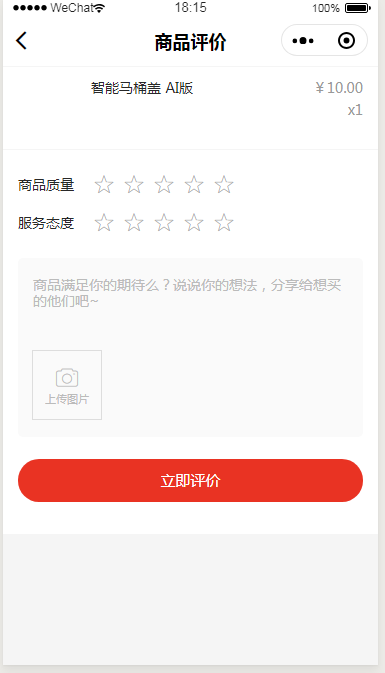 WeChat 18:15 100%
商品评价
智能马桶盖 AI版 ￥10.00
x1
商品质量
服务态度
商品满足你的期待么？说说你的想法，分享给想买
的他们吧~
上传图片
立即评价